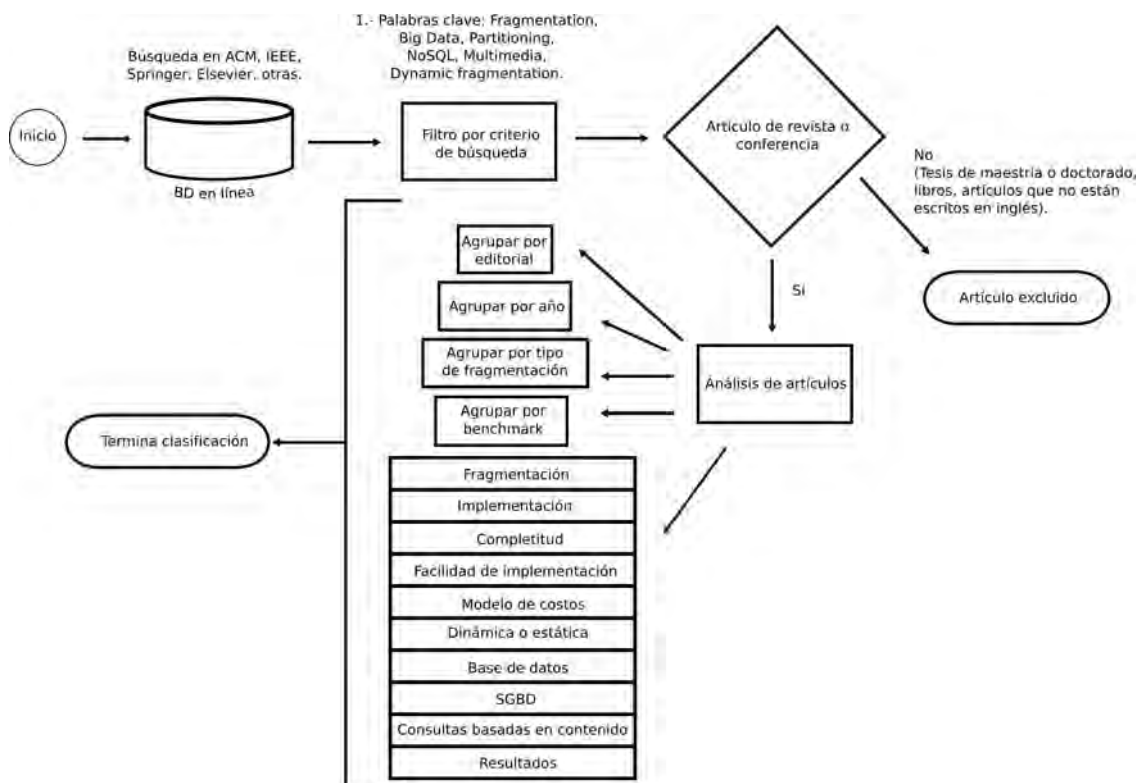 1.- Palabras clave: Fragmentation,
Big Data, Partitioning,
NoSQL, Multimedia,
Dynamic fragmentation.
Búsqueda en ACM, IEEE,
Springer, Elsevier, otras.
Inicio
BD en línea
Filtro por criterio
de búsqueda
Artículo de revista o
conferencia
No
(Tesis de maestría o doctorado,
libros, artículos que no están
escritos en inglés).
Artículo excluido
Si
Análisis de artículos
Agrupar por
editorial
Agrupar por año
Agrupar por tipo
de fragmentación
Agrupar por
benchmark
Termina clasificación
Fragmentación
Implementación
Completitud
Facilidad de implementación
Modelo de costos
Dinámica o estática
Base de datos
SGBD
Consultas basadas en contenido
Resultados